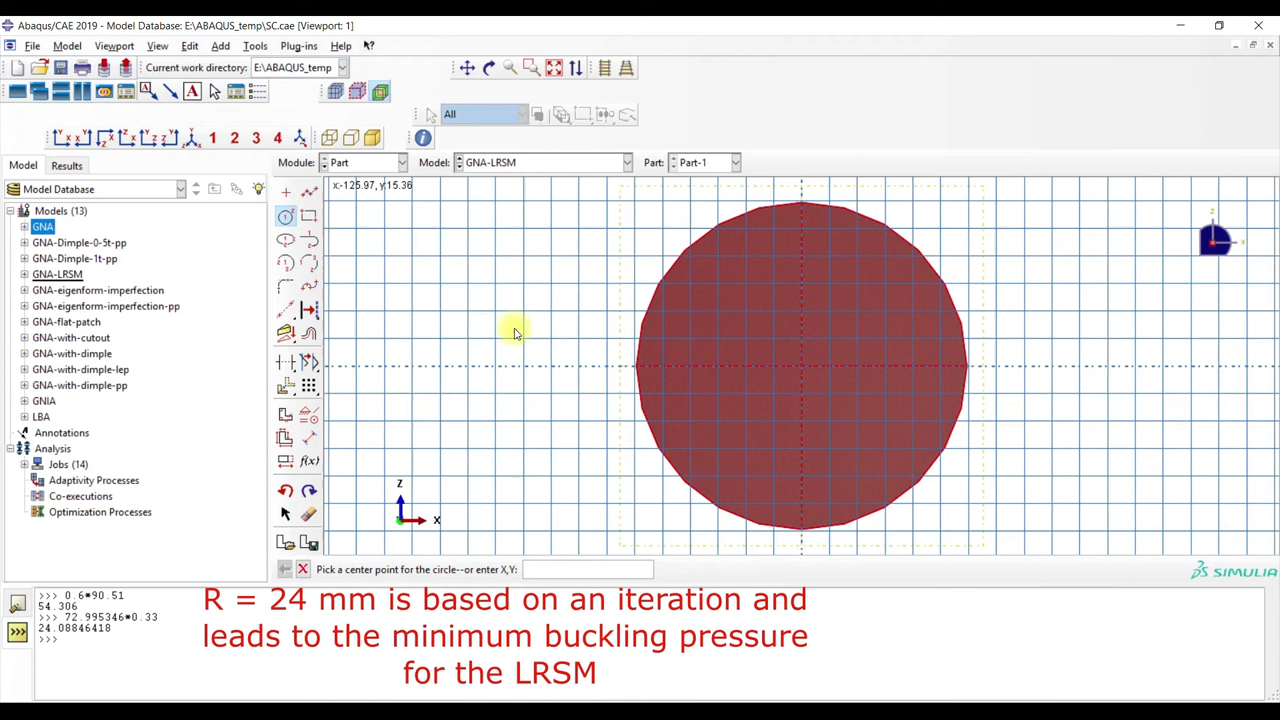 Abaqus/CAE 2019 - Model Database: E:\ABAQUS_temp\SC.cae [Viewport: 1]
File Model Viewport View Edit Add Tools Plug-ins Help
Current work directory: E:\ABAQUS_temp
All
1 2 3 4
Model Results
Module: Part Model: GNA-LRSM Part: Part-1
Model Database
x:-125.97, y:15.36
Models (13)
GNA
GNA-Dimple-0-5t-pp
GNA-Dimple-1t-pp
GNA-LRSM
GNA-eigenform-imperfection
GNA-eigenform-imperfection-pp
GNA-flat-patch
GNA-with-cutout
GNA-with-dimple
GNA-with-dimple-lep
GNA-with-dimple-pp
GNIA
LBA
Annotations
Analysis
Jobs (14)
Adaptivity Processes
Co-executions
Optimization Processes
f(x)
z
x
Z
X
Pick a center point for the circle--or enter X,Y:
SIMULIA
>>> 0.6*90.51
54.306
>>> 72.995346*0.33
24.08846418
>>>
R = 24 mm is based on an iteration and
leads to the minimum buckling pressure
for the LRSM